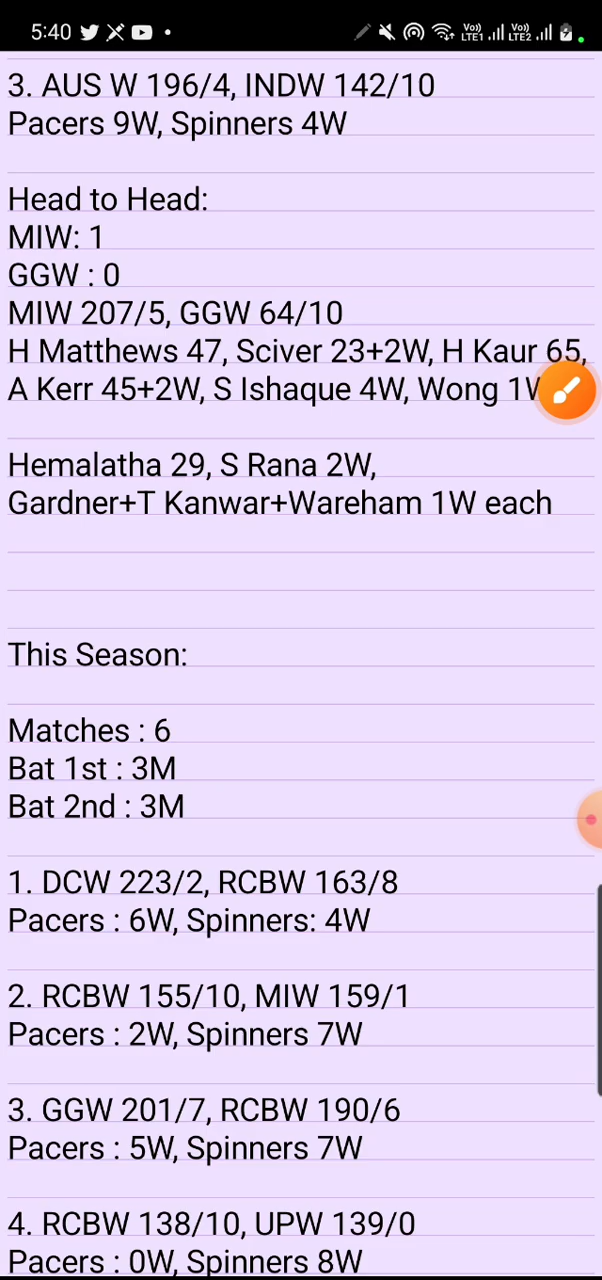 5:40
Vo)) LTE1 Vo)) LTE2
3. AUS W 196/4, INDW 142/10
Pacers 9W, Spinners 4W
Head to Head:
MIW: 1
GGW : 0
MIW 207/5, GGW 64/10
H Matthews 47, Sciver 23+2W, H Kaur 65,
A Kerr 45+2W, S Ishaque 4W, Wong
Hemalatha 29, S Rana 2W,
Gardner+T Kanwar+Wareham 1W each
This Season:
Matches : 6
Bat 1st : 3M
Bat 2nd : 3M
1. DCW 223/2, RCBW 163/8
Pacers : 6W, Spinners: 4W
2. RCBW 155/10, MIW 159/1
Pacers : 2W, Spinners 7W
3. GGW 201/7, RCBW 190/6
Pacers : 5W, Spinners 7W
4. RCBW 138/10, UPW 139/0
Pacers : 0W, Spinners 8W